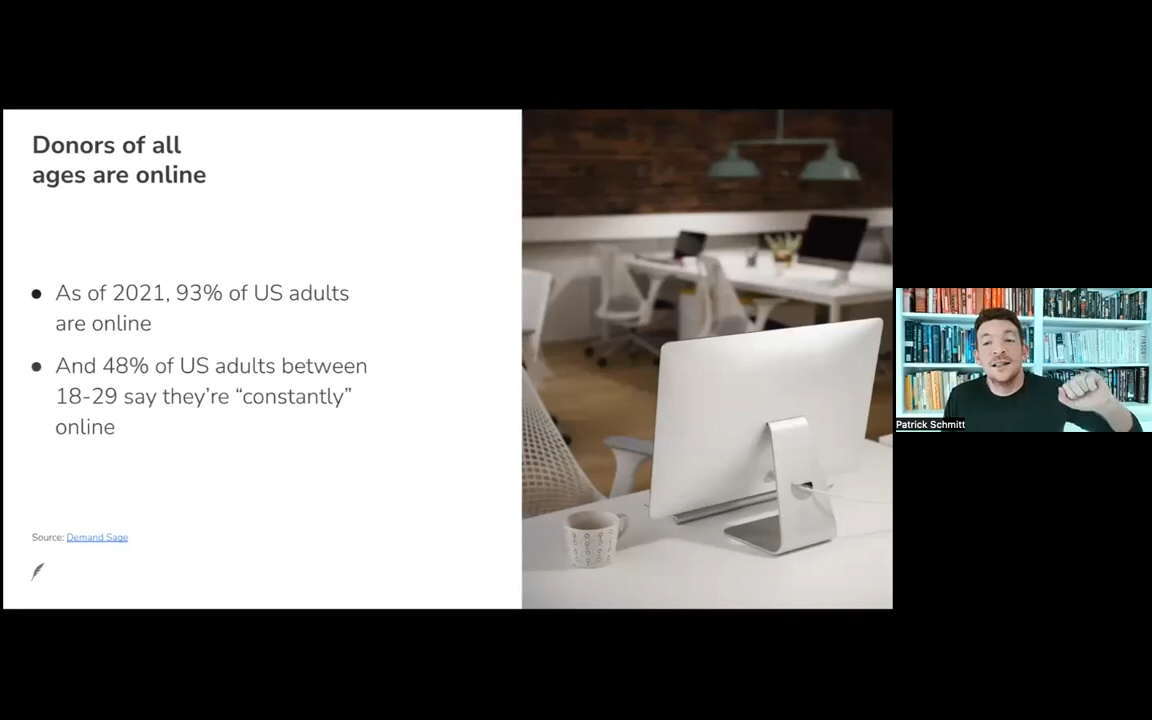 Donors of all
ages are online
● As of 2021, 93% of US adults
are online
● And 48% of US adults between
18-29 say they’re “constantly”
online
Source: Demand Sage
Patrick Schmitt